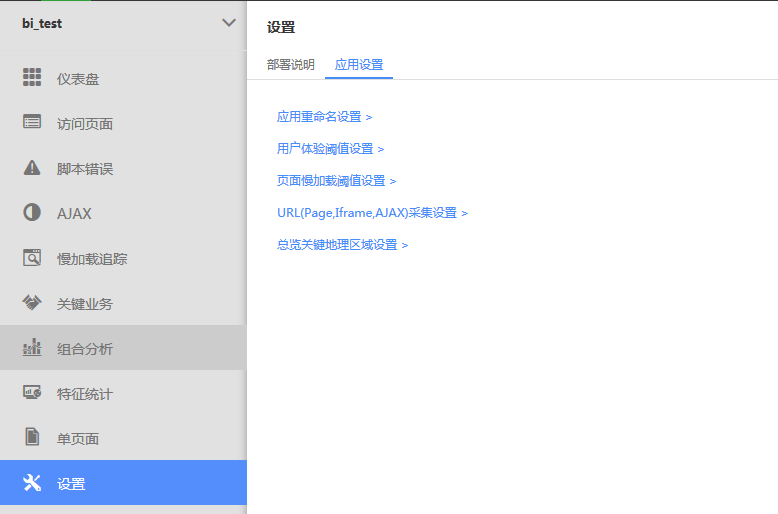 bi_test
仪表盘
访问页面
脚本错误
AJAX
慢加载追踪
关键业务
组合分析
特征统计
单页面
设置
设置
部署说明 应用设置
应用重命名设置 >
用户体验阈值设置 >
页面慢加载阈值设置 >
URL(Page,Iframe,AJAX)采集设置 >
总览关键地理区域设置 >